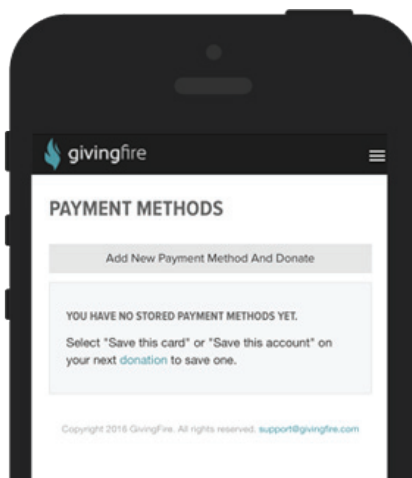 givingfire
PAYMENT METHODS
Add New Payment Method And Donate
YOU HAVE NO STORED PAYMENT METHODS YET.
Select "Save this card" or "Save this account" on
your next donation to save one.
Copyright 2016 GivingFire. All rights reserved. support@givingfire.com